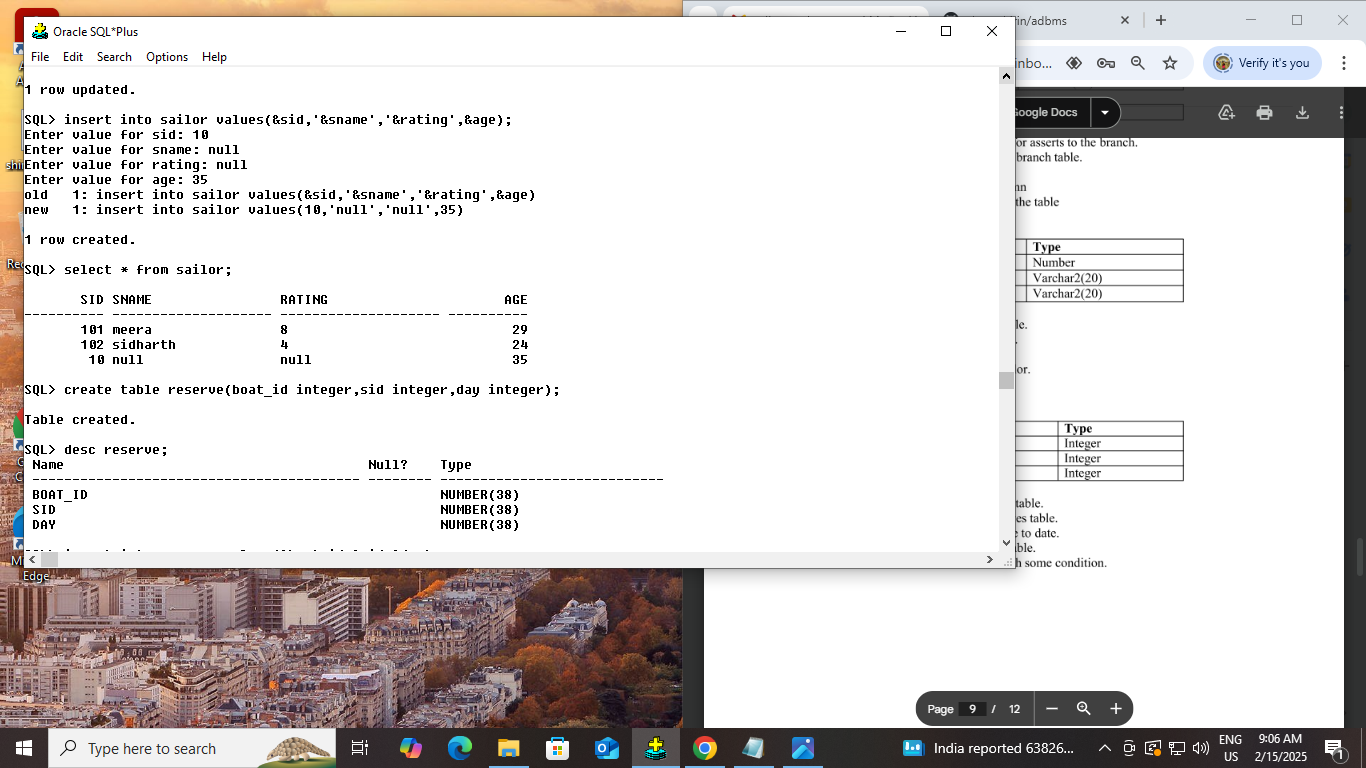 Oracle SQL*Plus
File Edit Search Options Help
1 row updated.
SQL> insert into sailor values(&sid,'&sname','&rating',&age);
Enter value for sid: 10
Enter value for sname: null
Enter value for rating: null
Enter value for age: 35
old 1: insert into sailor values(&sid,'&sname','&rating',&age)
new 1: insert into sailor values(10,'null','null',35)
1 row created.
SQL> select * from sailor;
SID SNAME RATING AGE
---------- -------------------- -------------------- ----------
101 meera 8 29
102 sidharth 4 24
10 null null 35
SQL> create table reserve(boat_id integer,sid integer,day integer);
Table created.
SQL> desc reserve;
Name Null? Type
----------------------------------------- -------- ----------------------------
BOAT_ID NUMBER(38)
SID NUMBER(38)
DAY NUMBER(38)
in/adbms
inbo...
Verify it's you
Google Docs
or asserts to the branch.
branch table.
the table
Type
Number
Varchar2(20)
Varchar2(20)
le.
or.
Type
Integer
Integer
Integer
table.
es table.
e to date.
ble.
h some condition.
Page 9 / 12
Edge
Type here to search
India reported 63826...
ENG
US
9:06 AM
2/15/2025
1